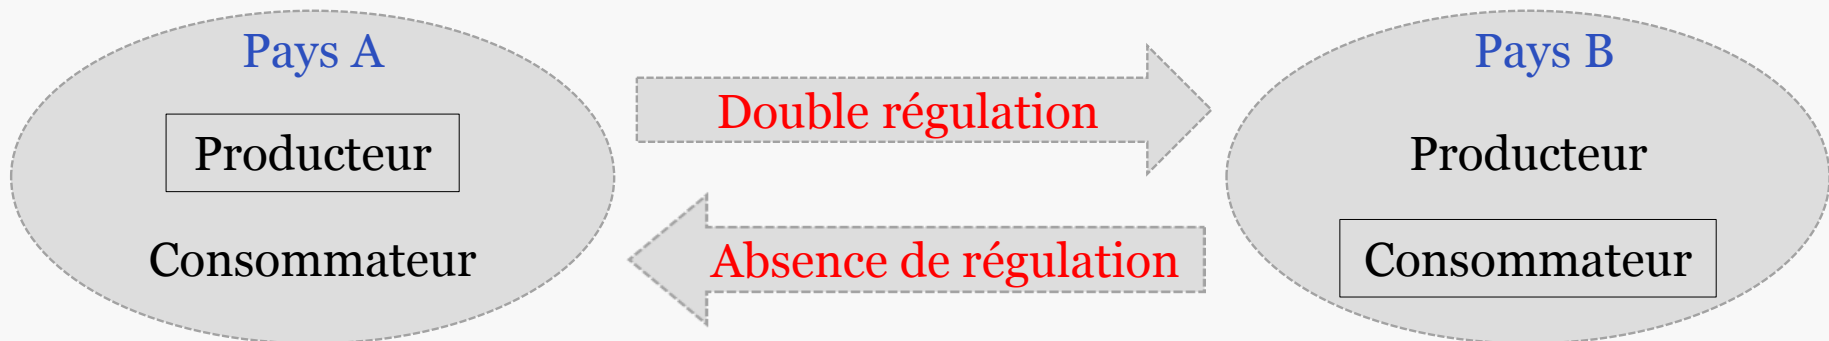 Pays A
Producteur
Consommateur
Double régulation
Absence de régulation
Pays B
Producteur
Consommateur